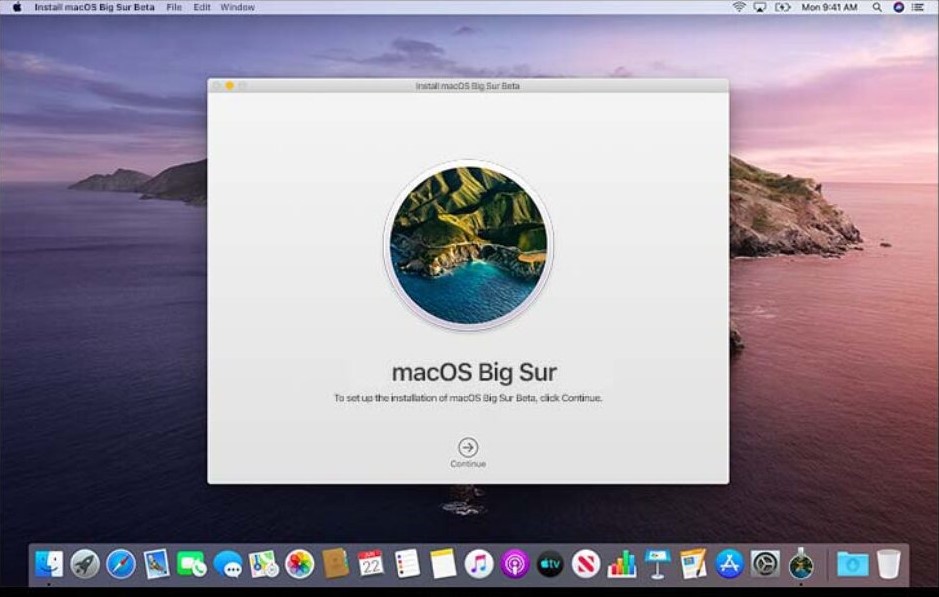 Install macOS Big Sur Beta File Edit Window Mon 9:41 AM
Install macOS Big Sur Beta
macOS Big Sur
To set up the installation of macOS Big Sur Beta, click Continue.
Continue
JUN
22
tv